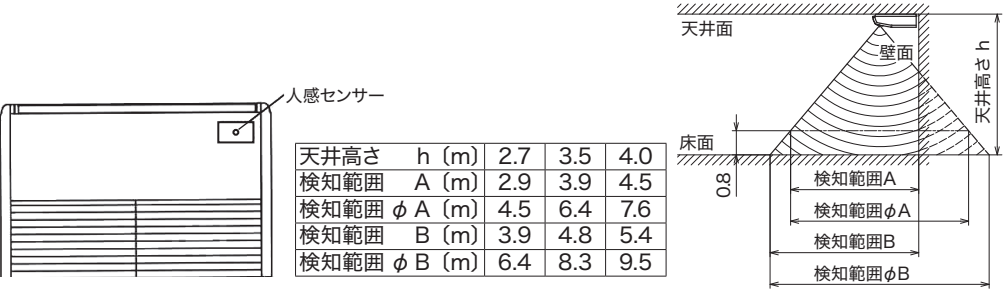 人感センサー
天井高さ h〔m〕 2.7 3.5 4.0
検知範囲 A〔m〕 2.9 3.9 4.5
検知範囲 φA〔m〕 4.5 6.4 7.6
検知範囲 B〔m〕 3.9 4.8 5.4
検知範囲 φB〔m〕 6.4 8.3 9.5
天井面
壁面
天井高さ h
床面
0.8
検知範囲A
検知範囲φA
検知範囲B
検知範囲φB